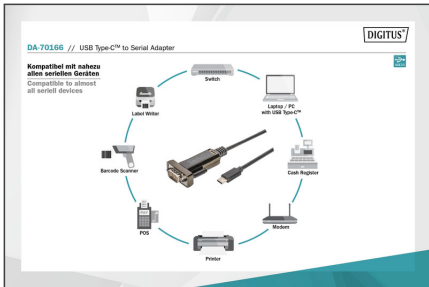 DIGITUS®
DA-70166 // USB Type-C™ to Serial Adapter
Kompatibel mit nahezu
allen seriellen Geräten
Compatible to almost
all seriell devices
Switch
Label Writer
Laptop / PC
with USB Type-C™
Barcode Scanner
Cash Register
POS
Modem
Printer